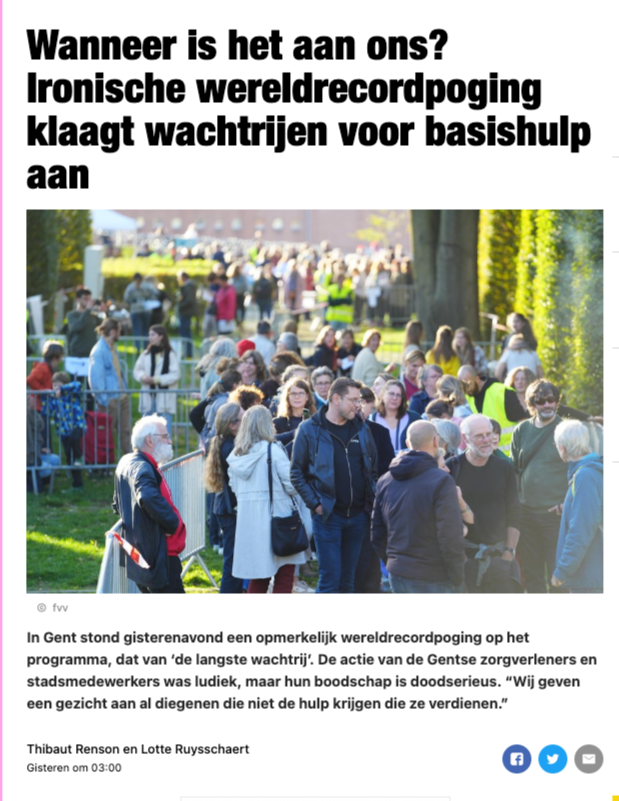 Wanneer is het aan ons?
Ironische wereldrecordpoging
klaagt wachtrijen voor basishulp
aan
© fvv
In Gent stond gisterenavond een opmerkelijk wereldrecordpoging op het
programma, dat van ‘de langste wachtrij’. De actie van de Gentse zorgverleners en
stadsmedewerkers was ludiek, maar hun boodschap is doodserieus. “Wij geven
een gezicht aan al diegenen die niet de hulp krijgen die ze verdienen.”
Thibaut Renson en Lotte Ruysschaert
Gisteren om 03:00